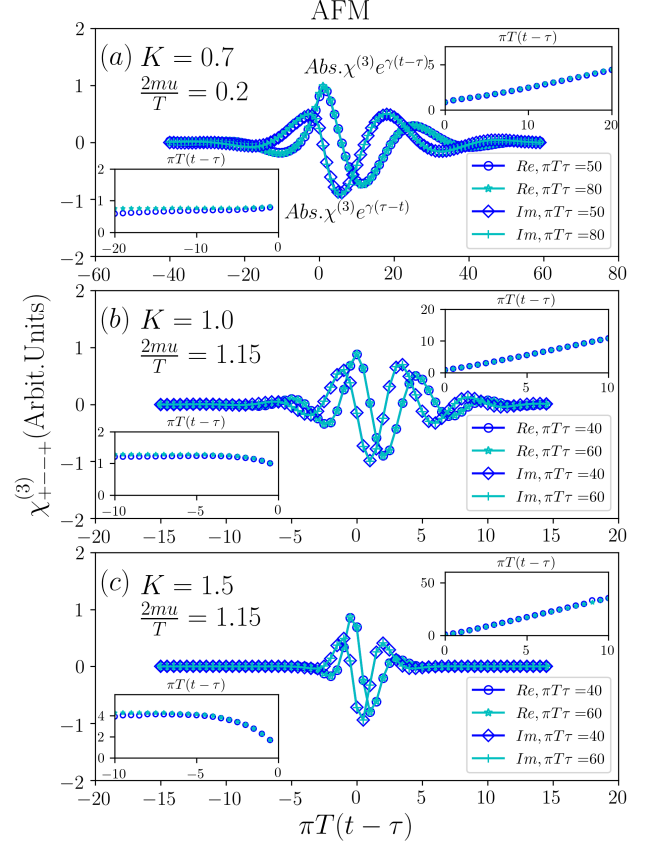 AFM
(a) K = 0.7
2mu/T = 0.2
Abs.χ^(3)e^γ(t−τ)
Abs.χ^(3)e^γ(τ−t)
πT(t − τ)
5
0
0 10 20
πT(t − τ)
2
1
0
−20 −10 0
Re, πTτ =50
Re, πTτ =80
Im, πTτ =50
Im, πTτ =80
2
1
0
−1
−2
−60 −40 −20 0 20 40 60 80
(b) K = 1.0
2mu/T = 1.15
πT(t − τ)
20
10
0
0 5 10
πT(t − τ)
2
1
0
−10 −5 0
Re, πTτ =40
Re, πTτ =60
Im, πTτ =40
Im, πTτ =60
2
1
0
−1
−2
−20 −15 −10 −5 0 5 10 15 20
χ^(3)_+−−+(Arbit.Units)
(c) K = 1.5
2mu/T = 1.15
πT(t − τ)
50
0
0 5 10
πT(t − τ)
4
2
0
−10 −5 0
Re, πTτ =40
Re, πTτ =60
Im, πTτ =40
Im, πTτ =60
2
1
0
−1
−2
−20 −15 −10 −5 0 5 10 15 20
πT(t − τ)